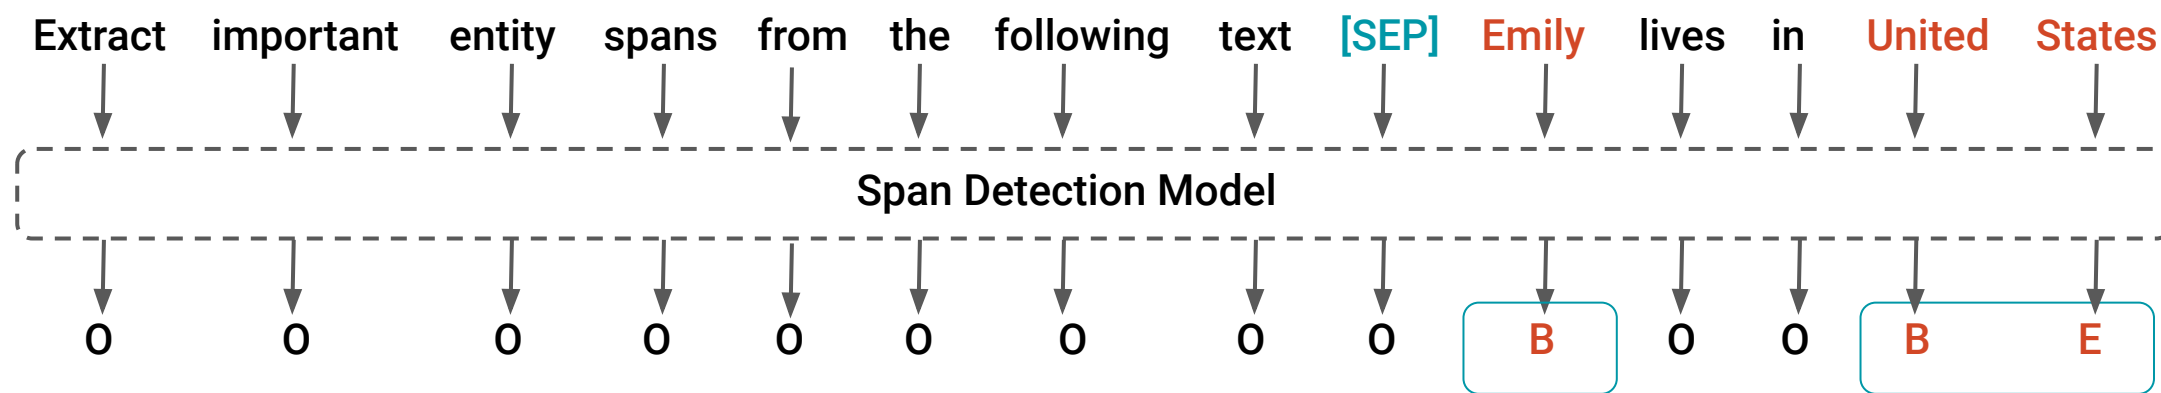 Extract important entity spans from the following text [SEP] Emily lives in United States
Span Detection Model
O O O O O O O O O B O O B E